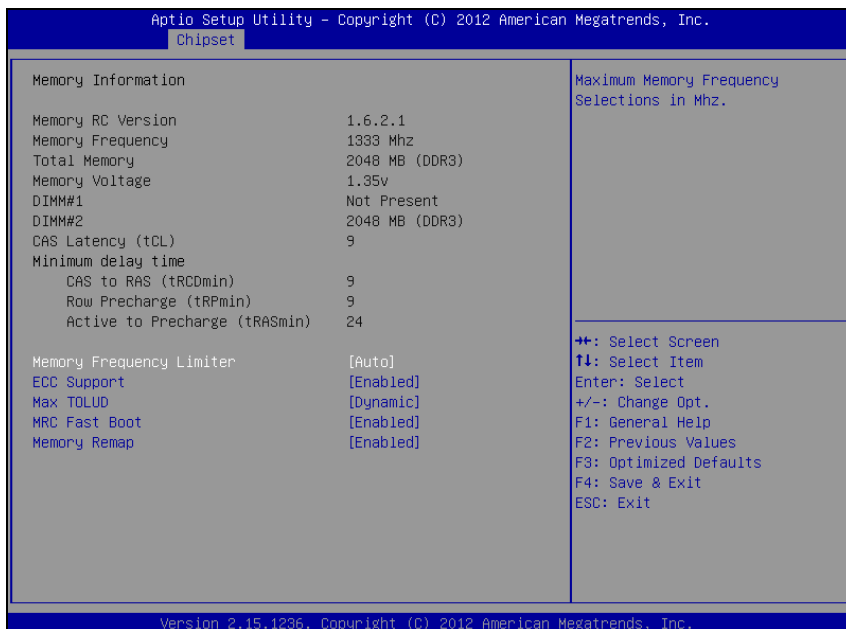 Aptio Setup Utility – Copyright (C) 2012 American Megatrends, Inc.
Chipset
Memory Information
Memory RC Version 1.6.2.1
Memory Frequency 1333 Mhz
Total Memory 2048 MB (DDR3)
Memory Voltage 1.35v
DIMM#1 Not Present
DIMM#2 2048 MB (DDR3)
CAS Latency (tCL) 9
Minimum delay time
CAS to RAS (tRCDmin) 9
Row Precharge (tRPmin) 9
Active to Precharge (tRASmin) 24
Memory Frequency Limiter [Auto]
ECC Support [Enabled]
Max TOLUD [Dynamic]
MRC Fast Boot [Enabled]
Memory Remap [Enabled]
Maximum Memory Frequency
Selections in Mhz.
→←: Select Screen
↑↓: Select Item
Enter: Select
+/-: Change Opt.
F1: General Help
F2: Previous Values
F3: Optimized Defaults
F4: Save & Exit
ESC: Exit
Version 2.15.1236. Copyright (C) 2012 American Megatrends, Inc.